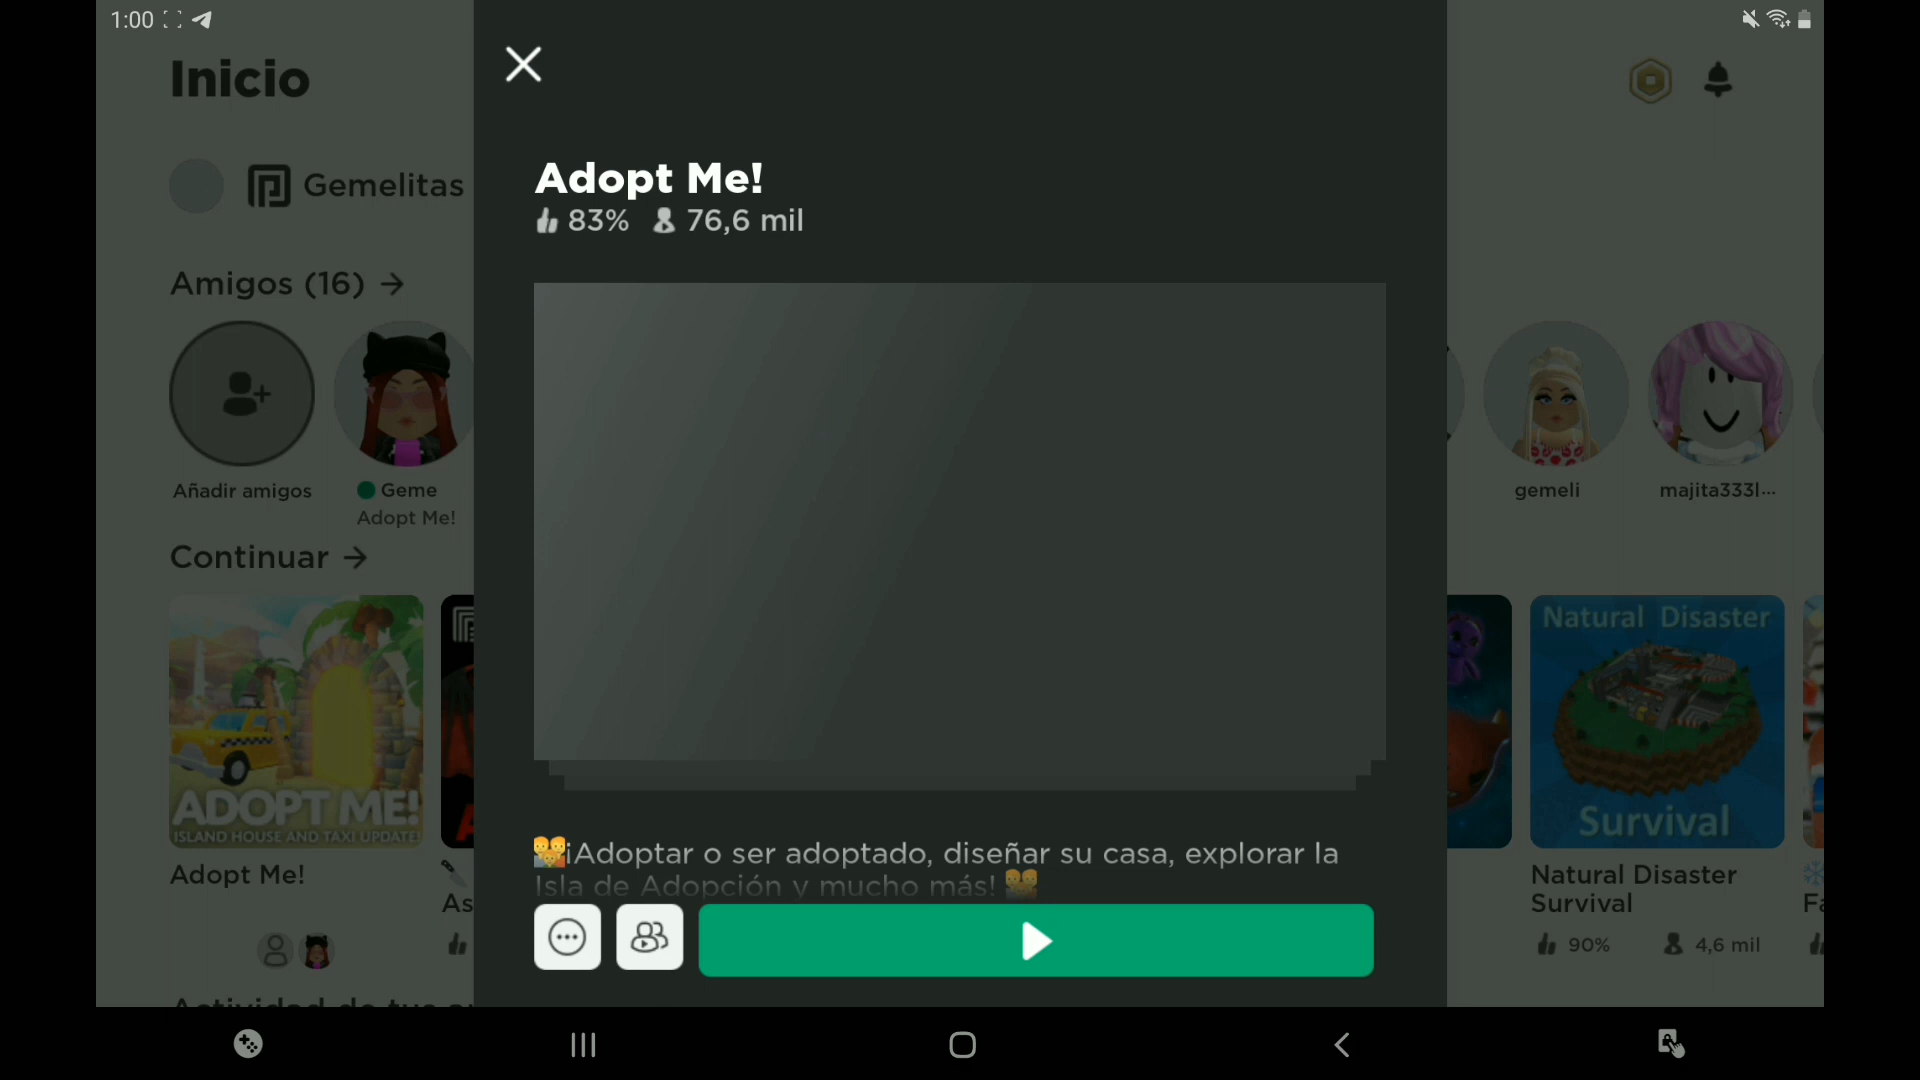 1:00
Inicio
Gemelitas
Amigos (16)
Añadir amigos
Geme
Adopt Me!
gemeli
majita333l...
Continuar
ADOPT ME!
ISLAND HOUSE AND TAXI UPDATE!
Adopt Me!
As
Adopt Me!
83% 76,6 mil
¡Adoptar o ser adoptado, diseñar su casa, explorar la
Isla de Adopción y mucho más!
Natural Disaster
Survival
Natural Disaster
Survival
90% 4,6 mil
Fa